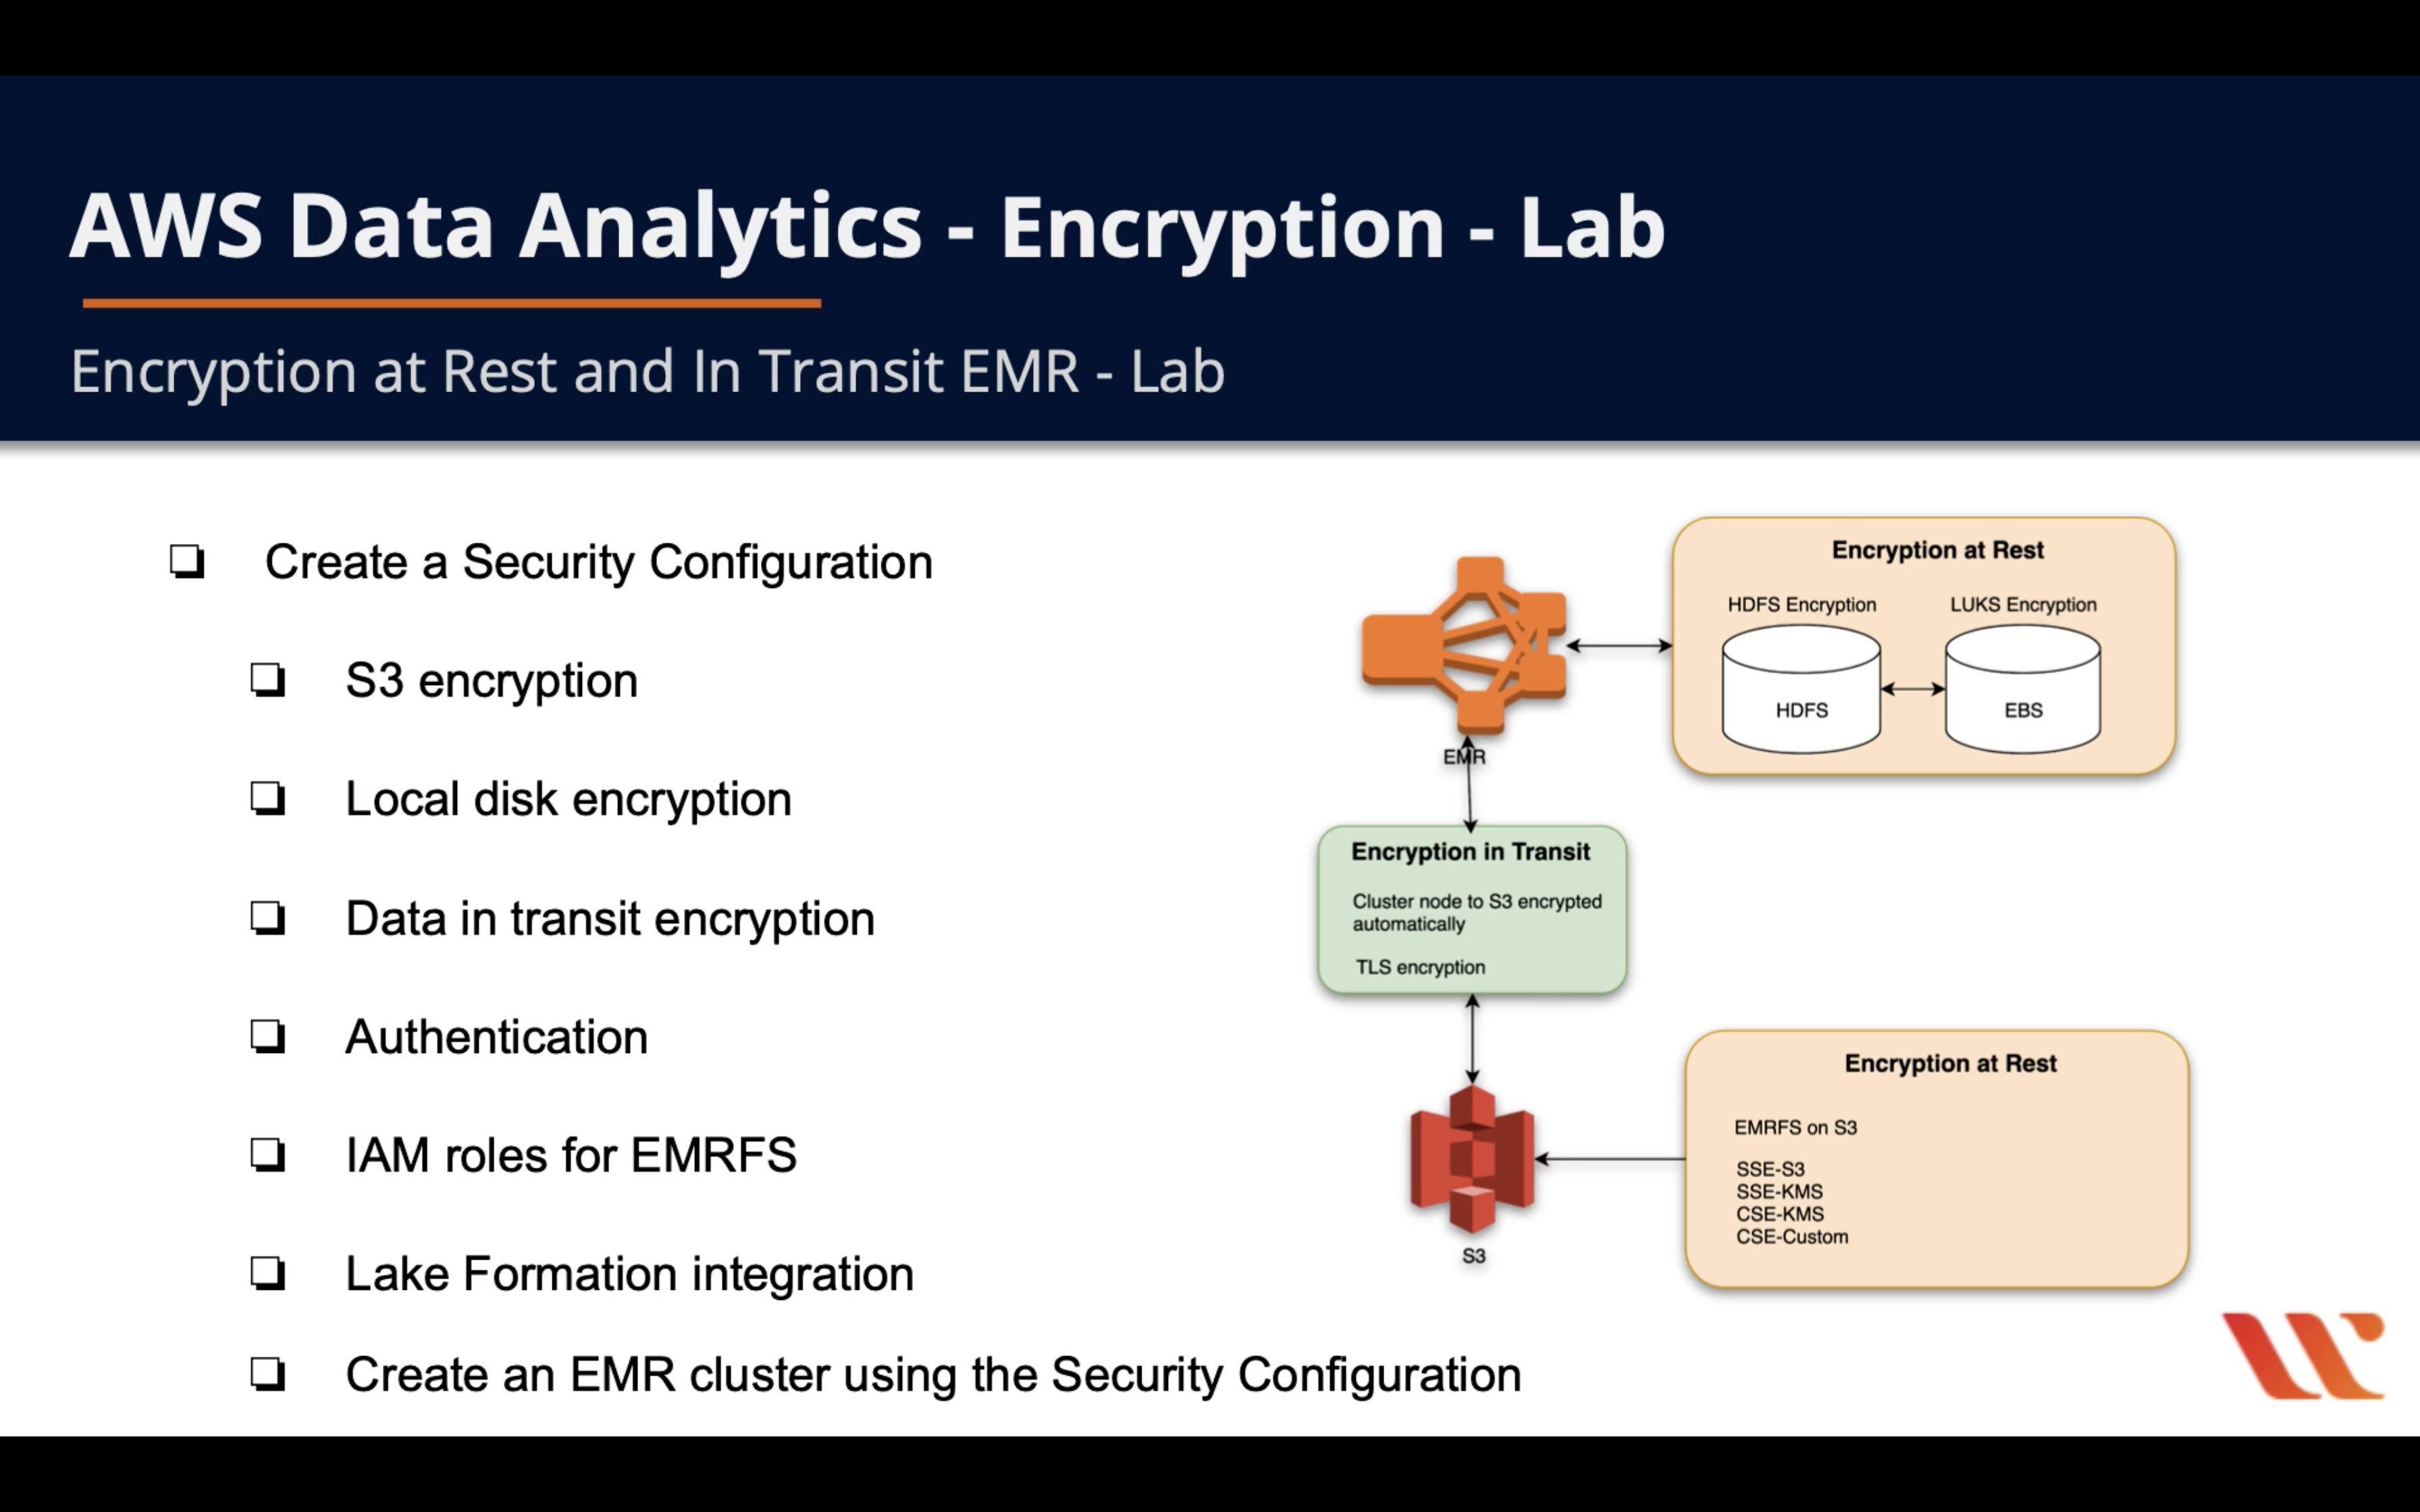 AWS Data Analytics - Encryption - Lab
Encryption at Rest and In Transit EMR - Lab
Create a Security Configuration
S3 encryption
Local disk encryption
Data in transit encryption
Authentication
IAM roles for EMRFS
Lake Formation integration
Create an EMR cluster using the Security Configuration
EMR
Encryption at Rest
HDFS Encryption
LUKS Encryption
HDFS
EBS
Encryption in Transit
Cluster node to S3 encrypted
automatically
TLS encryption
S3
Encryption at Rest
EMRFS on S3
SSE-S3
SSE-KMS
CSE-KMS
CSE-Custom